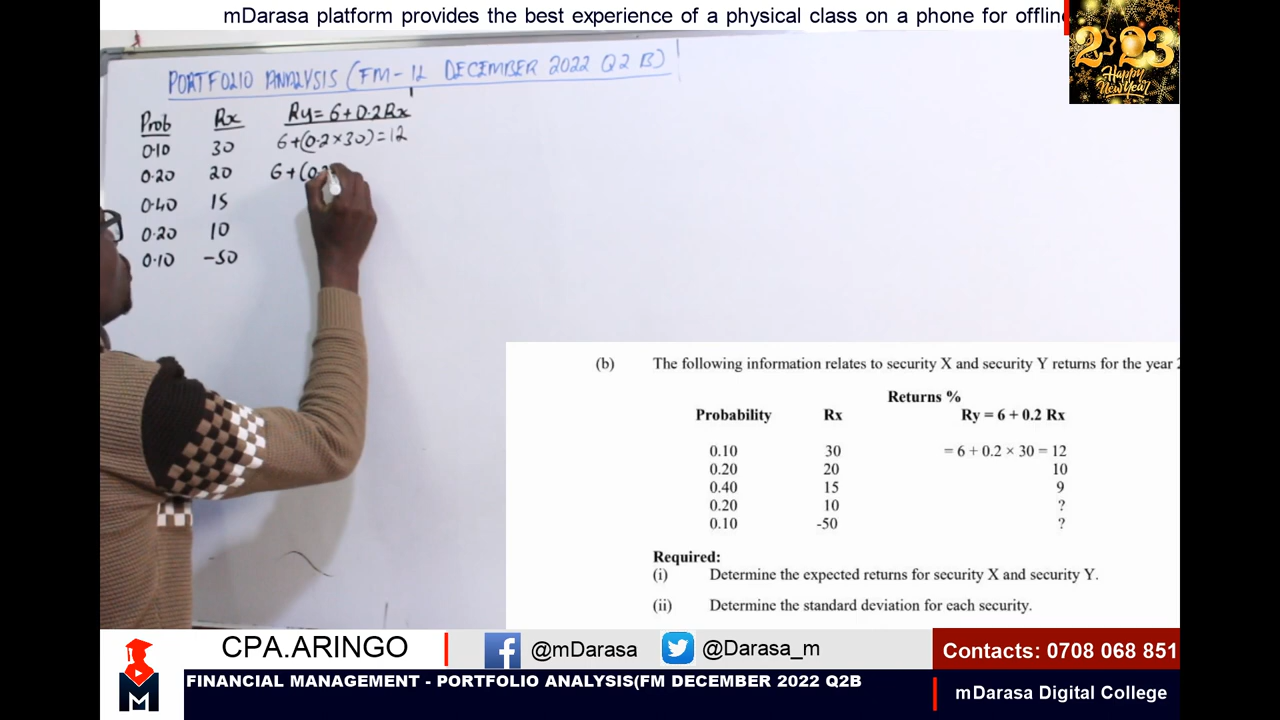 mDarasa platform provides the best experience of a physical class on a phone for offlin
2023
Happy
New Year
PORTFOLIO ANALYSIS (FM-12 DECEMBER 2022 Q2 B)
Prob Rx Ry = 6+0.2Rx
0.10 30 6+(0.2×30)=12
0.20 20 6+(0.2
0.40 15
0.20 10
0.10 -50
(b) The following information relates to security X and security Y returns for the year
Returns %
Probability Rx Ry = 6 + 0.2 Rx
0.10 30 = 6 + 0.2 × 30 = 12
0.20 20 10
0.40 15 9
0.20 10 ?
0.10 -50 ?
Required:
(i) Determine the expected returns for security X and security Y.
(ii) Determine the standard deviation for each security.
CPA.ARINGO @mDarasa @Darasa_m Contacts: 0708 068 851
M
FINANCIAL MANAGEMENT - PORTFOLIO ANALYSIS(FM DECEMBER 2022 Q2B
mDarasa Digital College